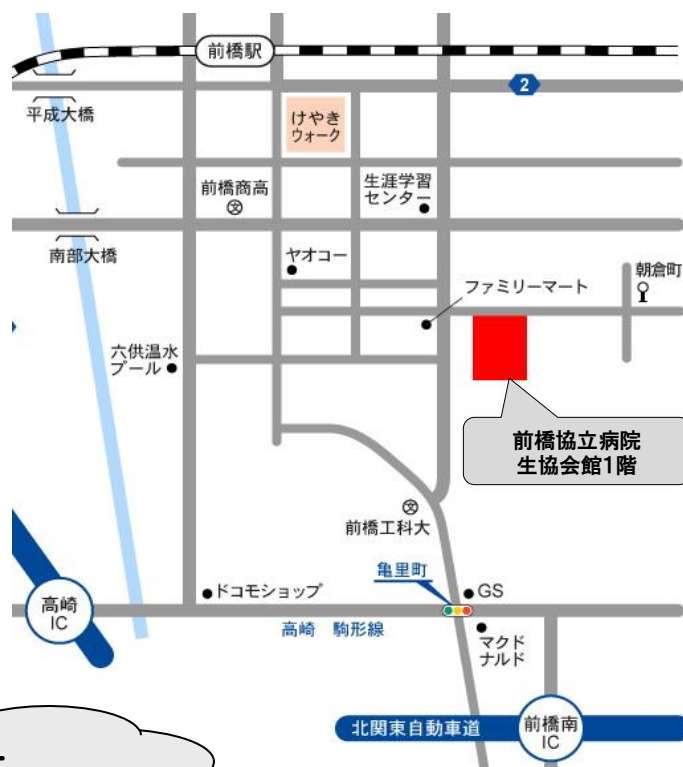 前橋駅
2
平成大橋
けやき
ウォーク
前橋商高
文
生涯学習
センター
南部大橋
ヤオコー
朝倉町
ファミリーマート
六供温水
プール
前橋協立病院
生協会館1階
文
前橋工科大
亀里町
ドコモショップ
GS
高崎
IC
高崎 駒形線
マクド
ナルド
北関東自動車道
前橋南
IC